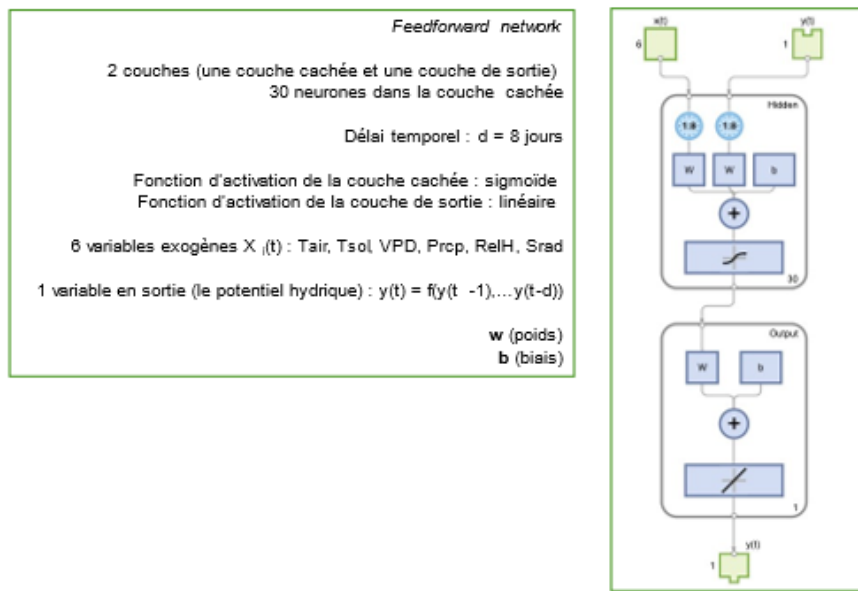 Feedforward network
2 couches (une couche cachée et une couche de sortie)
30 neurones dans la couche cachée
Délai temporel : d = 8 jours
Fonction d'activation de la couche cachée : sigmoïde
Fonction d'activation de la couche de sortie : linéaire
6 variables exogènes X i(t) : Tair, Tsol, VPD, Prcp, RelH, Srad
1 variable en sortie (le potentiel hydrique) : y(t) = f(y(t -1),...y(t-d))
w (poids)
b (biais)
x(t) y(t)
6 1
Hidden
1:8 1:8
W W b
+
30
Output
W b
+
1
y(t)
1